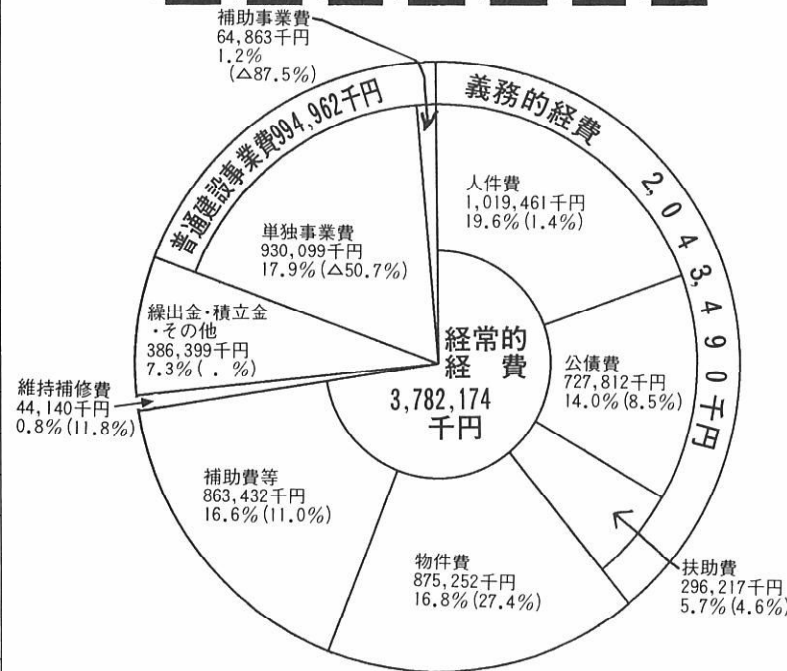 補助事業費
64,863千円
1.2%
(△87.5%)
義務的経費 2,043,490千円
普通建設事業費994,962千円
人件費
1,019,461千円
19.6%(1.4%)
単独事業費
930,099千円
17.9%(△50.7%)
繰出金・積立金
・その他
386,399千円
7.3%( . %)
経常的
経費
3,782,174
千円
公債費
727,812千円
14.0%(8.5%)
維持補修費
44,140千円
0.8%(11.8%)
補助費等
863,432千円
16.6%(11.0%)
物件費
875,252千円
16.8%(27.4%)
扶助費
296,217千円
5.7%(4.6%)